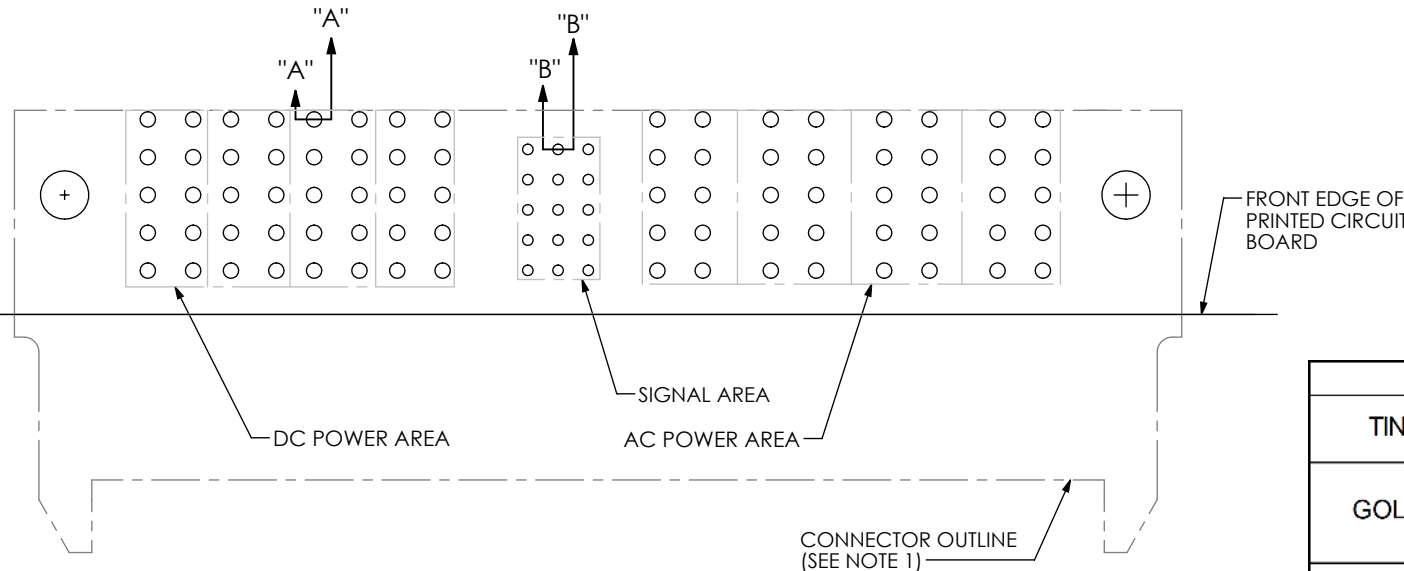 "A"
"A"
"B"
"B"
FRONT EDGE OF
PRINTED CIRCUIT
BOARD
SIGNAL AREA
DC POWER AREA
AC POWER AREA
CONNECTOR OUTLINE
(SEE NOTE 1)
TIN